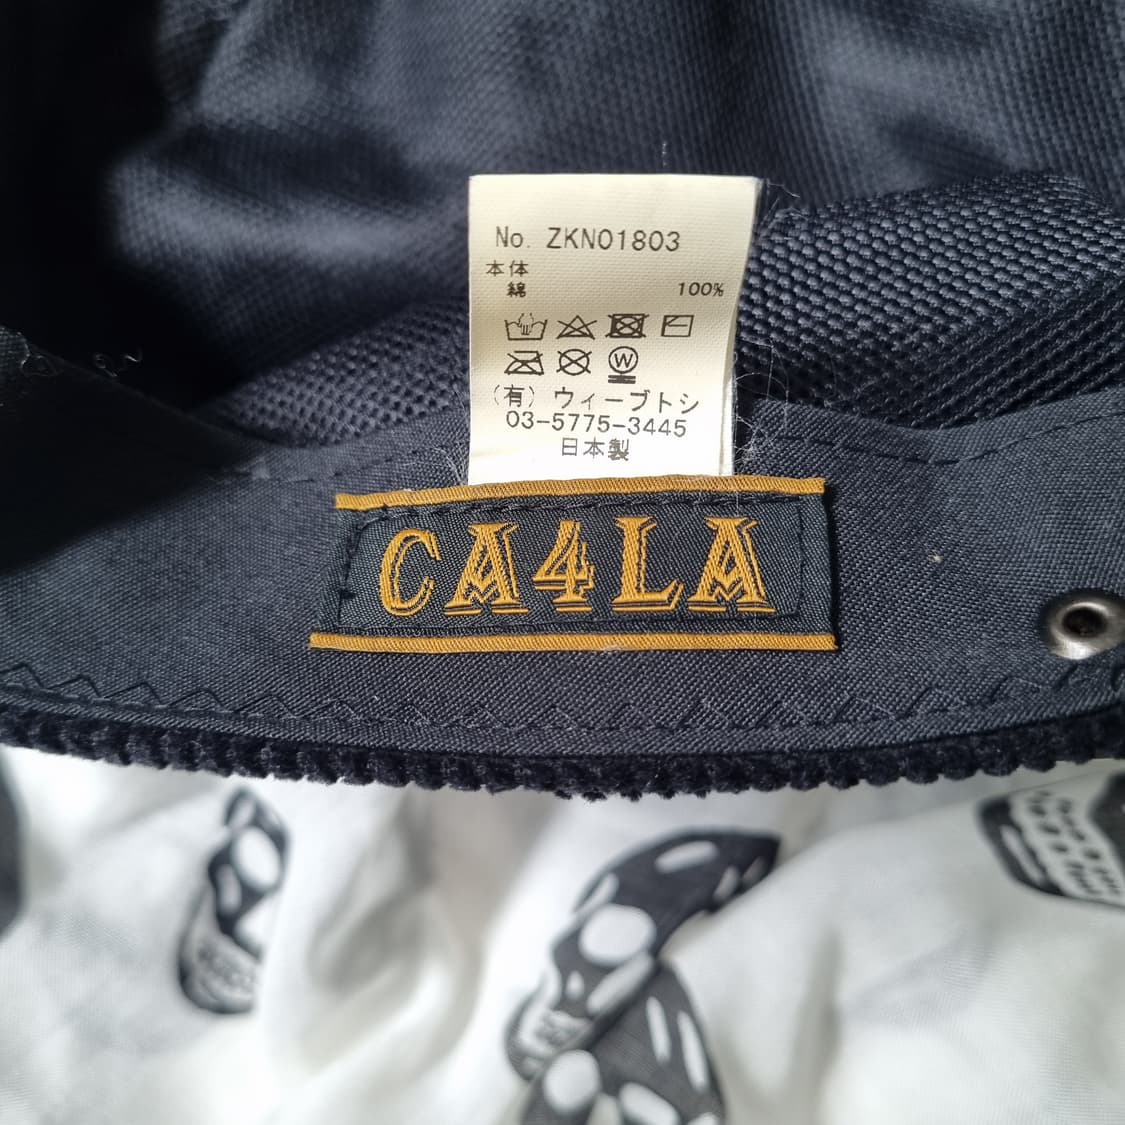 No. ZKN01803
本体
綿 100%
W
(有) ウィーブトシ
03-5775-3445
日本製
CA4LA